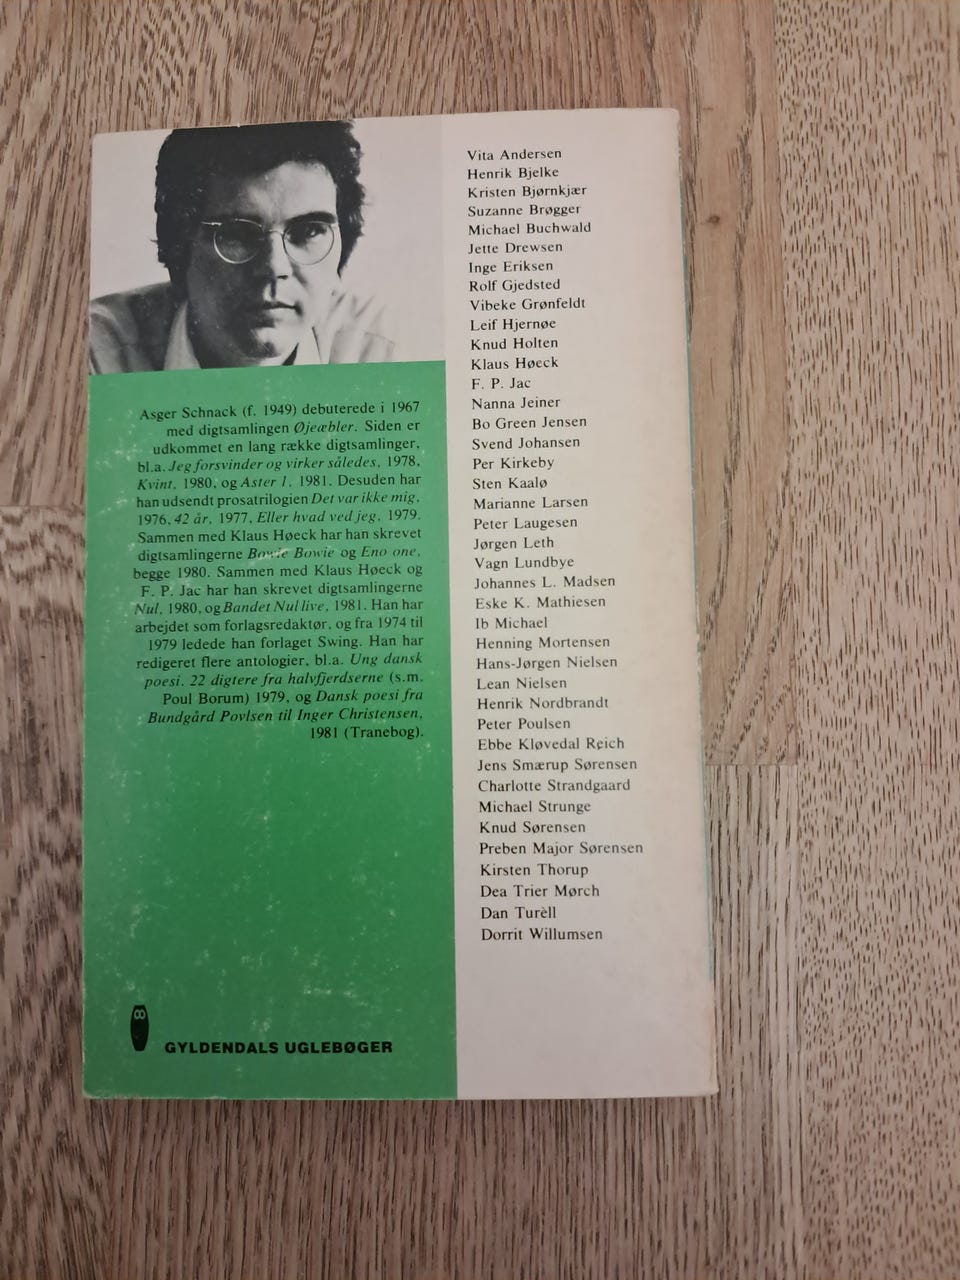 Asger Schnack (f. 1949) debuterede i 1967
med digtsamlingen Øjeæbler. Siden er
udkommet en lang række digtsamlinger,
bl.a. Jeg forsvinder og virker således, 1978,
Kvint, 1980, og Aster 1, 1981. Desuden har
han udsendt prosatrilogien Det var ikke mig,
1976, 42 år, 1977, Eller hvad ved jeg, 1979.
Sammen med Klaus Høeck har han skrevet
digtsamlingerne Bowie Bowie og Eno one,
begge 1980. Sammen med Klaus Høeck og
F. P. Jac har han skrevet digtsamlingerne
Nul, 1980, og Bandet Nul live, 1981. Han har
arbejdet som forlagsredaktør, og fra 1974 til
1979 ledede han forlaget Swing. Han har
redigeret flere antologier, bl.a. Ung dansk
poesi. 22 digtere fra halvfjerdserne (s.m.
Poul Borum) 1979, og Dansk poesi fra
Bundgård Povlsen til Inger Christensen,
1981 (Tranebog).
GYLDENDALS UGLEBØGER
Vita Andersen
Henrik Bjelke
Kristen Bjørnkjær
Suzanne Brøgger
Michael Buchwald
Jette Drewsen
Inge Eriksen
Rolf Gjedsted
Vibeke Grønfeldt
Leif Hjernøe
Knud Holten
Klaus Høeck
F. P. Jac
Nanna Jeiner
Bo Green Jensen
Svend Johansen
Per Kirkeby
Sten Kaalø
Marianne Larsen
Peter Laugesen
Jørgen Leth
Vagn Lundbye
Johannes L. Madsen
Eske K. Mathiesen
Ib Michael
Henning Mortensen
Hans-Jørgen Nielsen
Lean Nielsen
Henrik Nordbrandt
Peter Poulsen
Ebbe Kløvedal Reich
Jens Smærup Sørensen
Charlotte Strandgaard
Michael Strunge
Knud Sørensen
Preben Major Sørensen
Kirsten Thorup
Dea Trier Mørch
Dan Turèll
Dorrit Willumsen